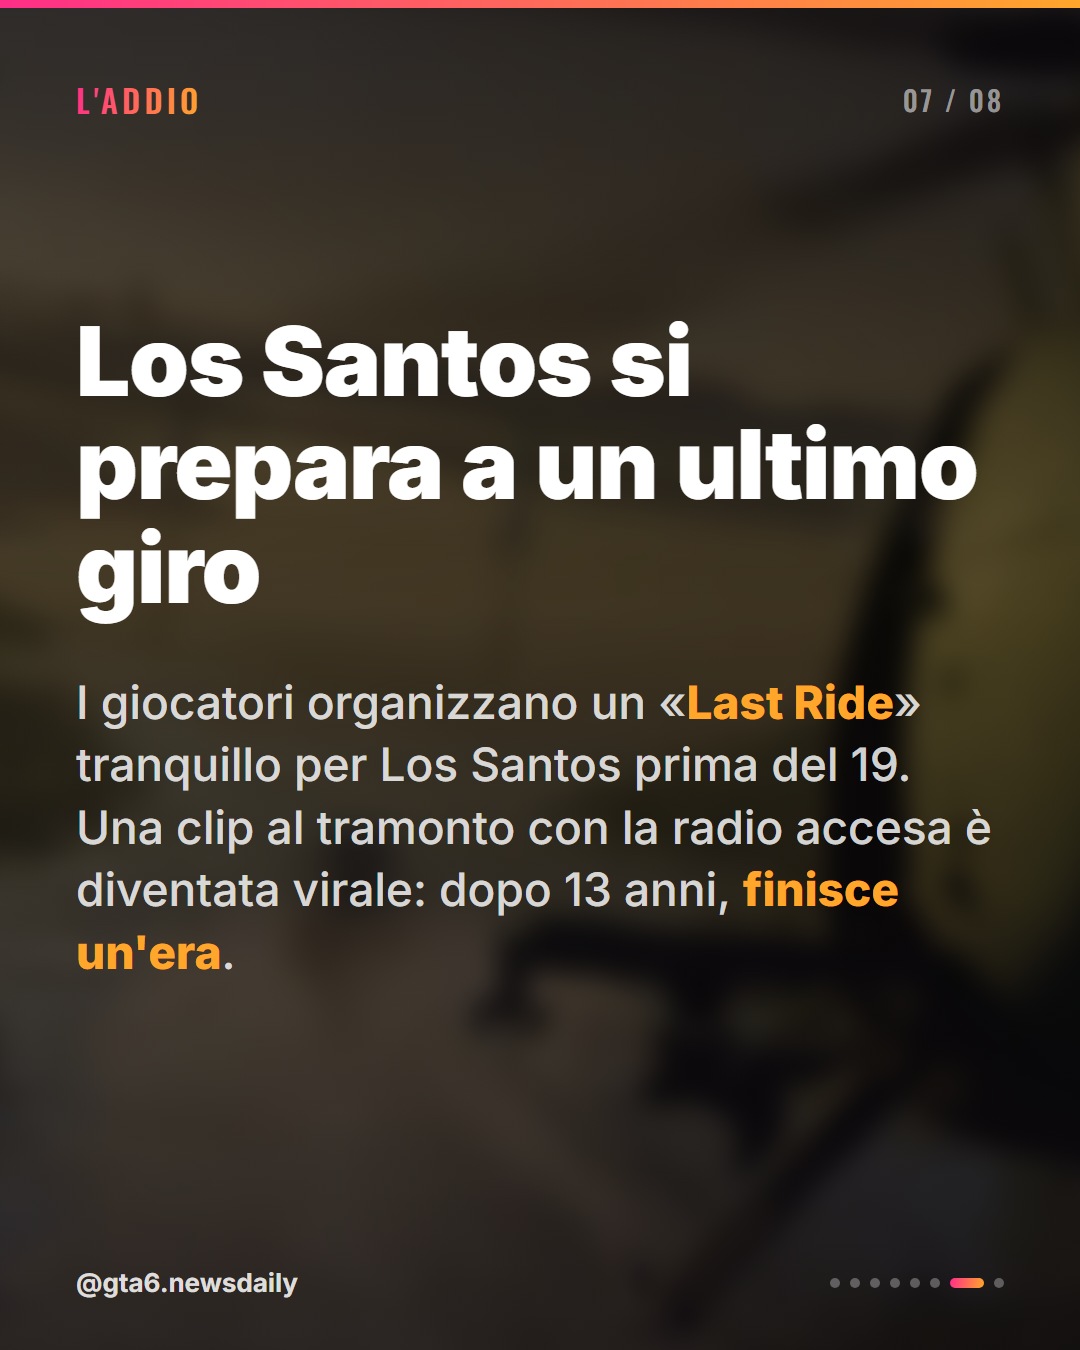 L'ADDIO
07 / 08
Los Santos si
prepara a un ultimo
giro
I giocatori organizzano un «Last Ride»
tranquillo per Los Santos prima del 19.
Una clip al tramonto con la radio accesa è
diventata virale: dopo 13 anni, finisce
un'era.
@gta6.newsdaily